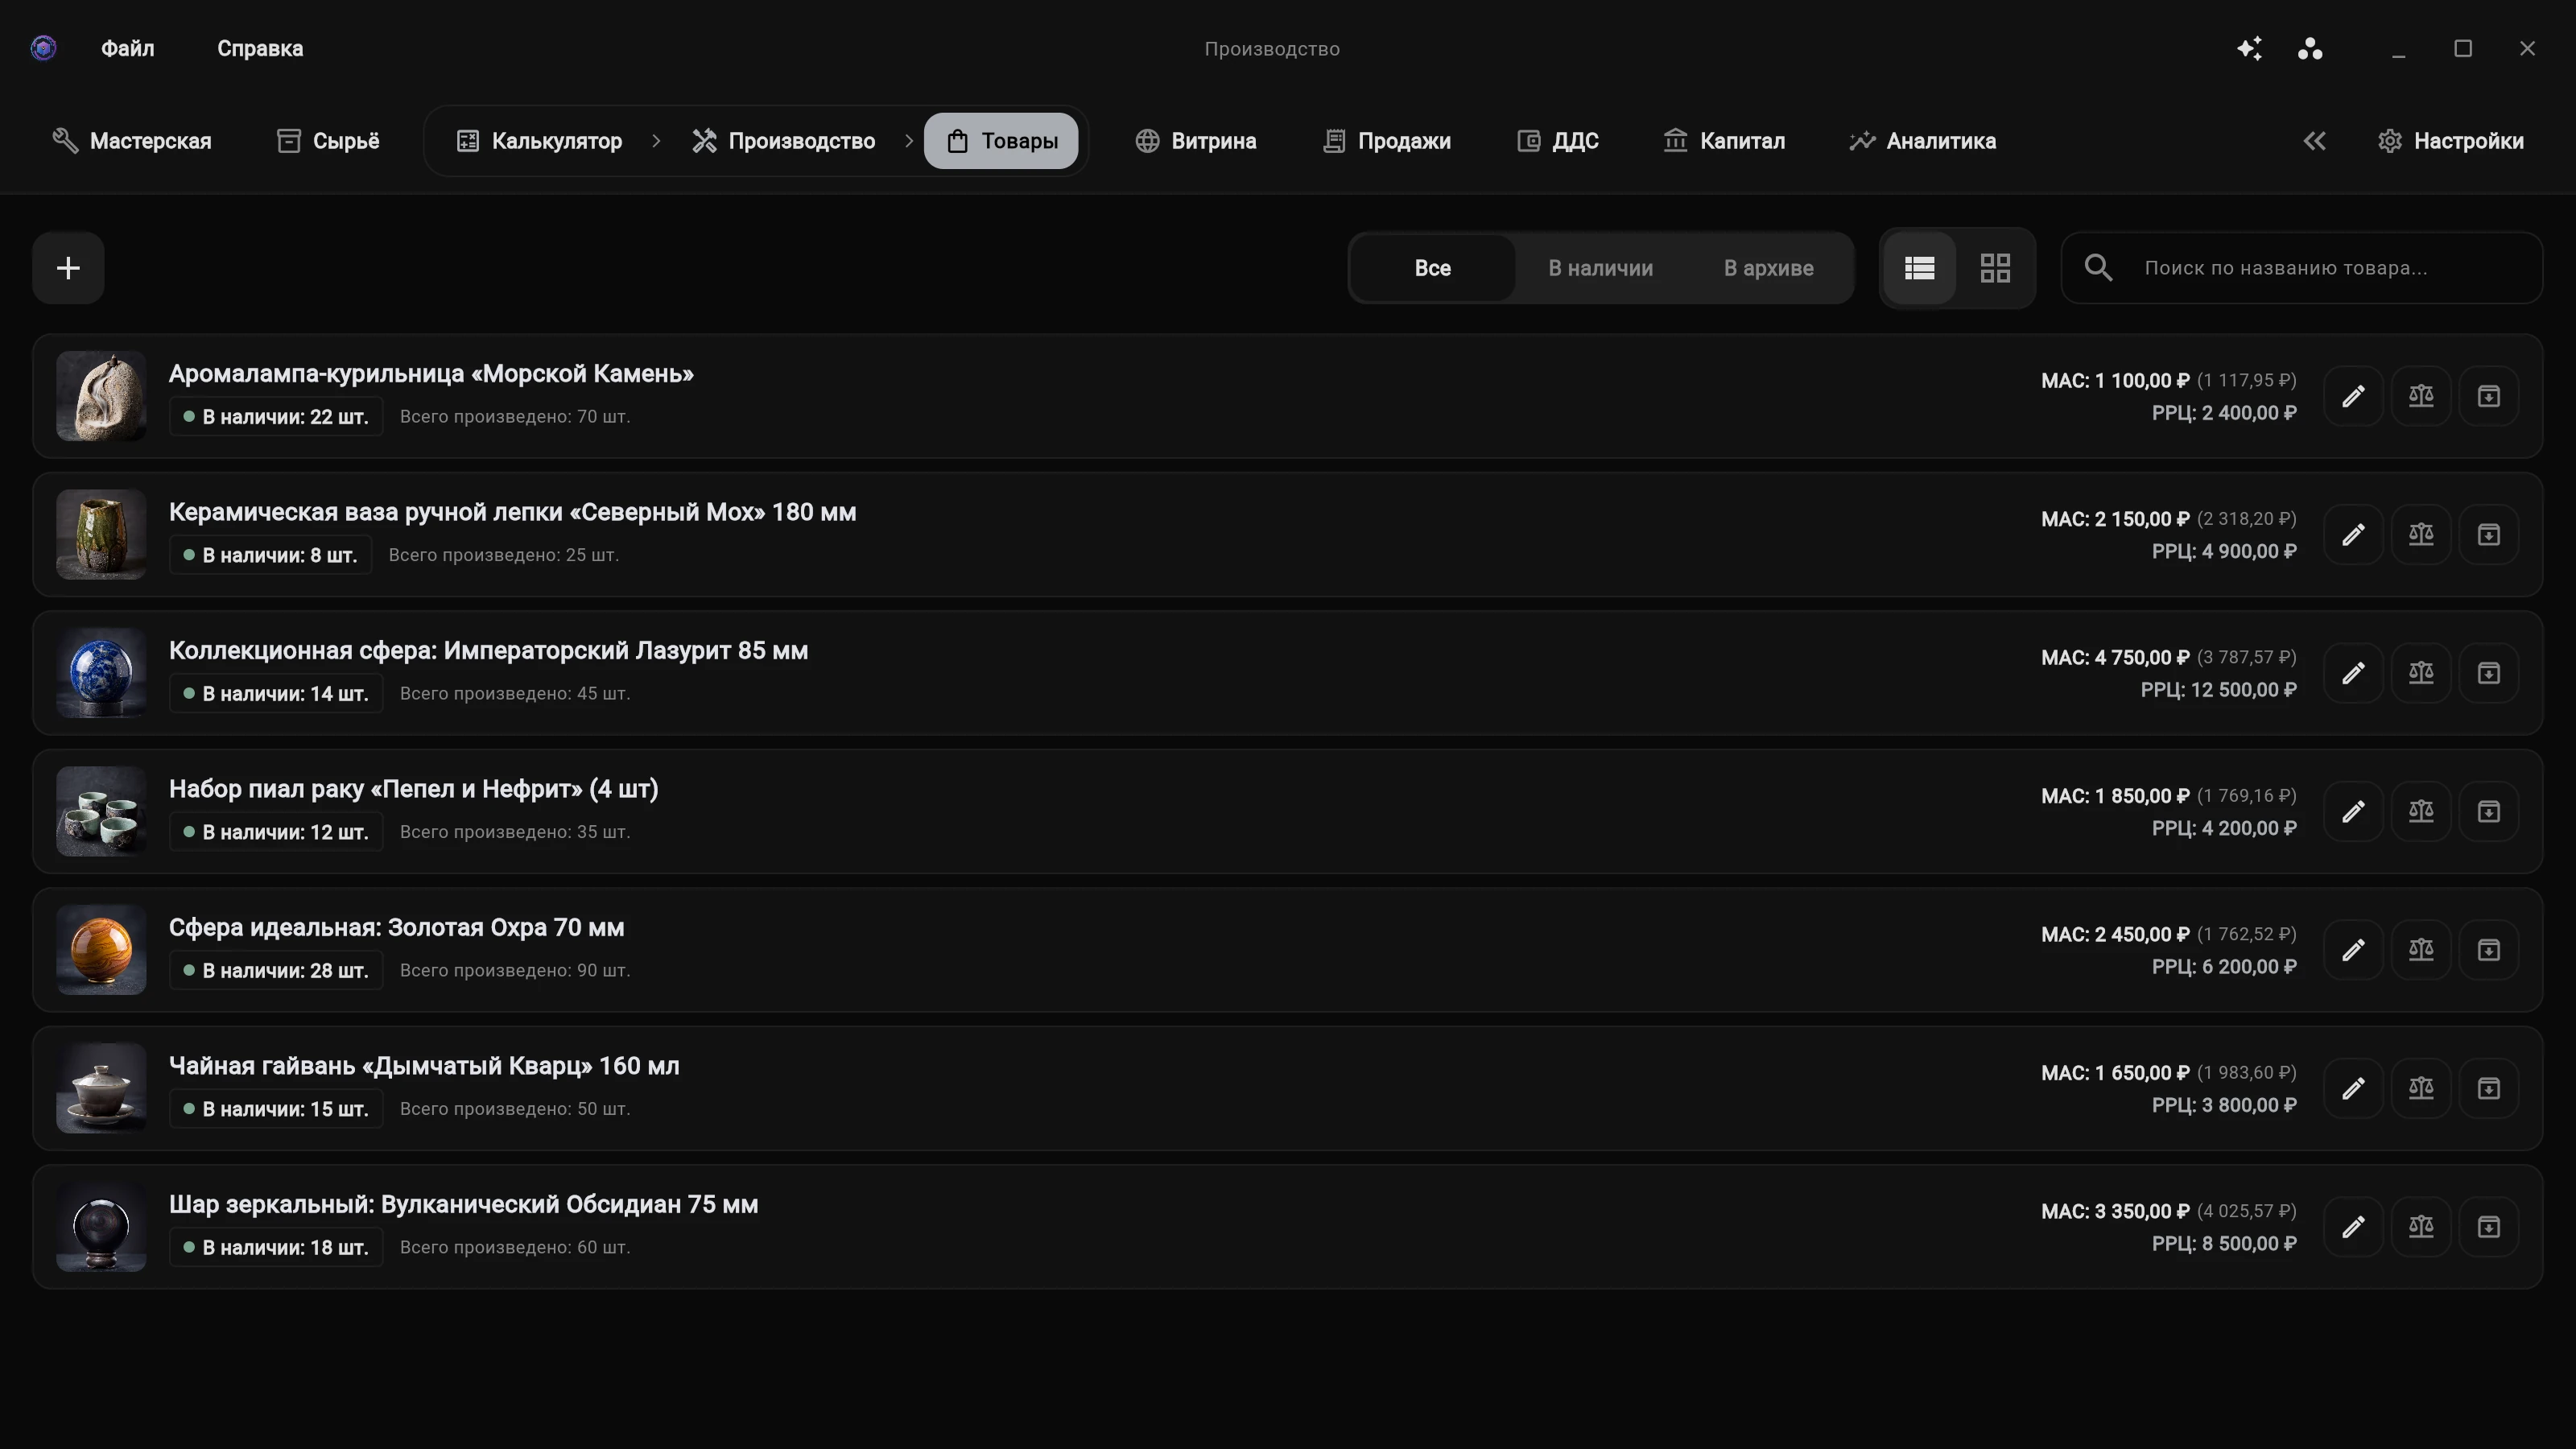 Файл Справка Производство
Мастерская Сырьё Калькулятор Производство Товары Витрина Продажи ДДС Капитал Аналитика Настройки
Все В наличии В архиве Поиск по названию товара...
Аромалампа-курильница «Морской Камень»
В наличии: 22 шт. Всего произведено: 70 шт.
МАС: 1 100,00 ₽ (1 117,95 ₽)
РРЦ: 2 400,00 ₽
Керамическая ваза ручной лепки «Северный Мох» 180 мм
В наличии: 8 шт. Всего произведено: 25 шт.
МАС: 2 150,00 ₽ (2 318,20 ₽)
РРЦ: 4 900,00 ₽
Коллекционная сфера: Императорский Лазурит 85 мм
В наличии: 14 шт. Всего произведено: 45 шт.
МАС: 4 750,00 ₽ (3 787,57 ₽)
РРЦ: 12 500,00 ₽
Набор пиал раку «Пепел и Нефрит» (4 шт)
В наличии: 12 шт. Всего произведено: 35 шт.
МАС: 1 850,00 ₽ (1 769,16 ₽)
РРЦ: 4 200,00 ₽
Сфера идеальная: Золотая Охра 70 мм
В наличии: 28 шт. Всего произведено: 90 шт.
МАС: 2 450,00 ₽ (1 762,52 ₽)
РРЦ: 6 200,00 ₽
Чайная гайвань «Дымчатый Кварц» 160 мл
В наличии: 15 шт. Всего произведено: 50 шт.
МАС: 1 650,00 ₽ (1 983,60 ₽)
РРЦ: 3 800,00 ₽
Шар зеркальный: Вулканический Обсидиан 75 мм
В наличии: 18 шт. Всего произведено: 60 шт.
МАС: 3 350,00 ₽ (4 025,57 ₽)
РРЦ: 8 500,00 ₽